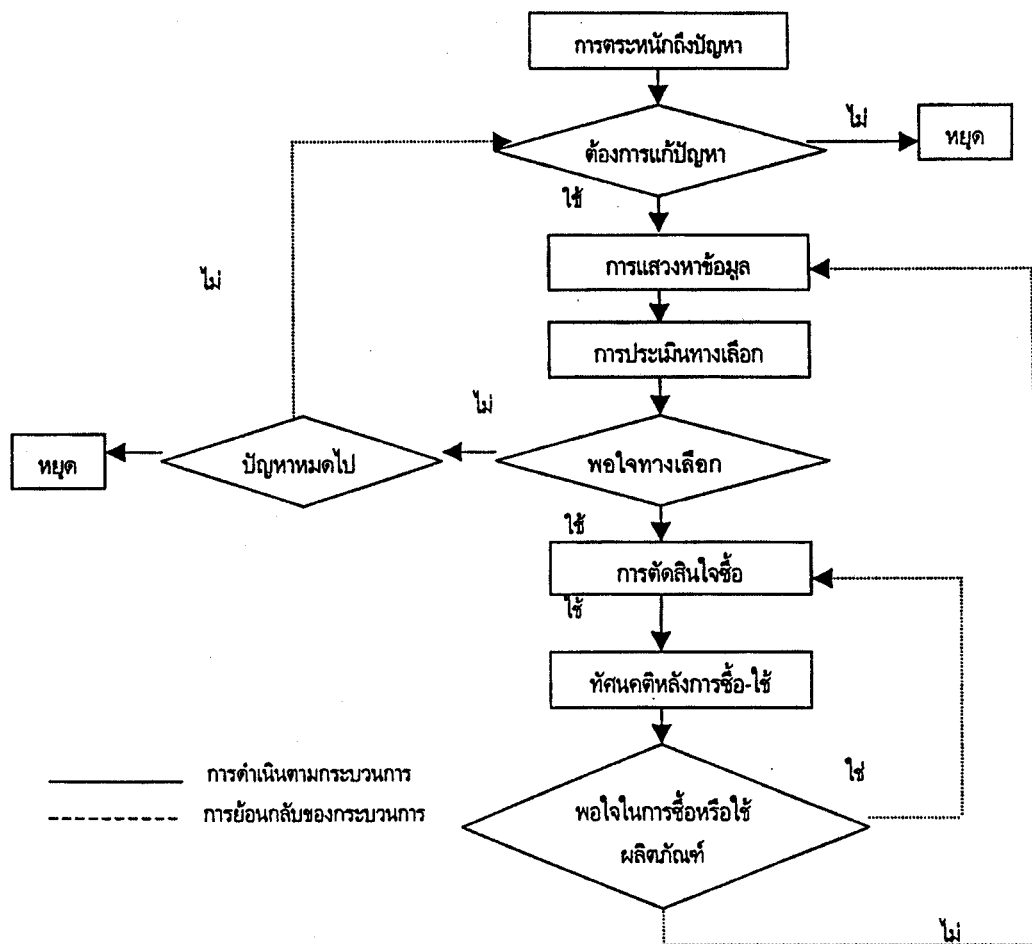 การตระหนักถึงปัญหา
ไม่
ต้องการแก้ปัญหา
หยุด
ใช้
การแสวงหาข้อมูล
ไม่
การประเมินทางเลือก
ไม่
หยุด
ปัญหาหมดไป
พอใจทางเลือก
ใช้
การตัดสินใจซื้อ
ใช้
ทัศนคติหลังการซื้อ-ใช้
การดำเนินตามกระบวนการ
ใช่
การย้อนกลับของกระบวนการ
พอใจในการซื้อหรือใช้
ผลิตภัณฑ์
ไม่